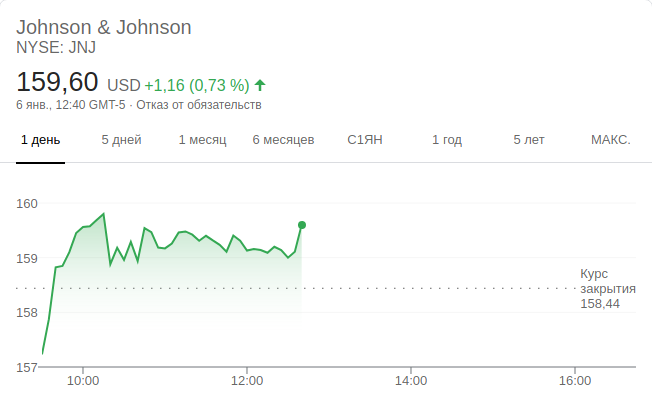 Johnson & Johnson
NYSE: JNJ
159,60 USD +1,16 (0,73 %)
6 янв., 12:40 GMT-5 · Отказ от обязательств
1 день 5 дней 1 месяц 6 месяцев С1ЯН 1 год 5 лет МАКС.
160
159
Курс
закрытия
158,44
158
157
10:00 12:00 14:00 16:00